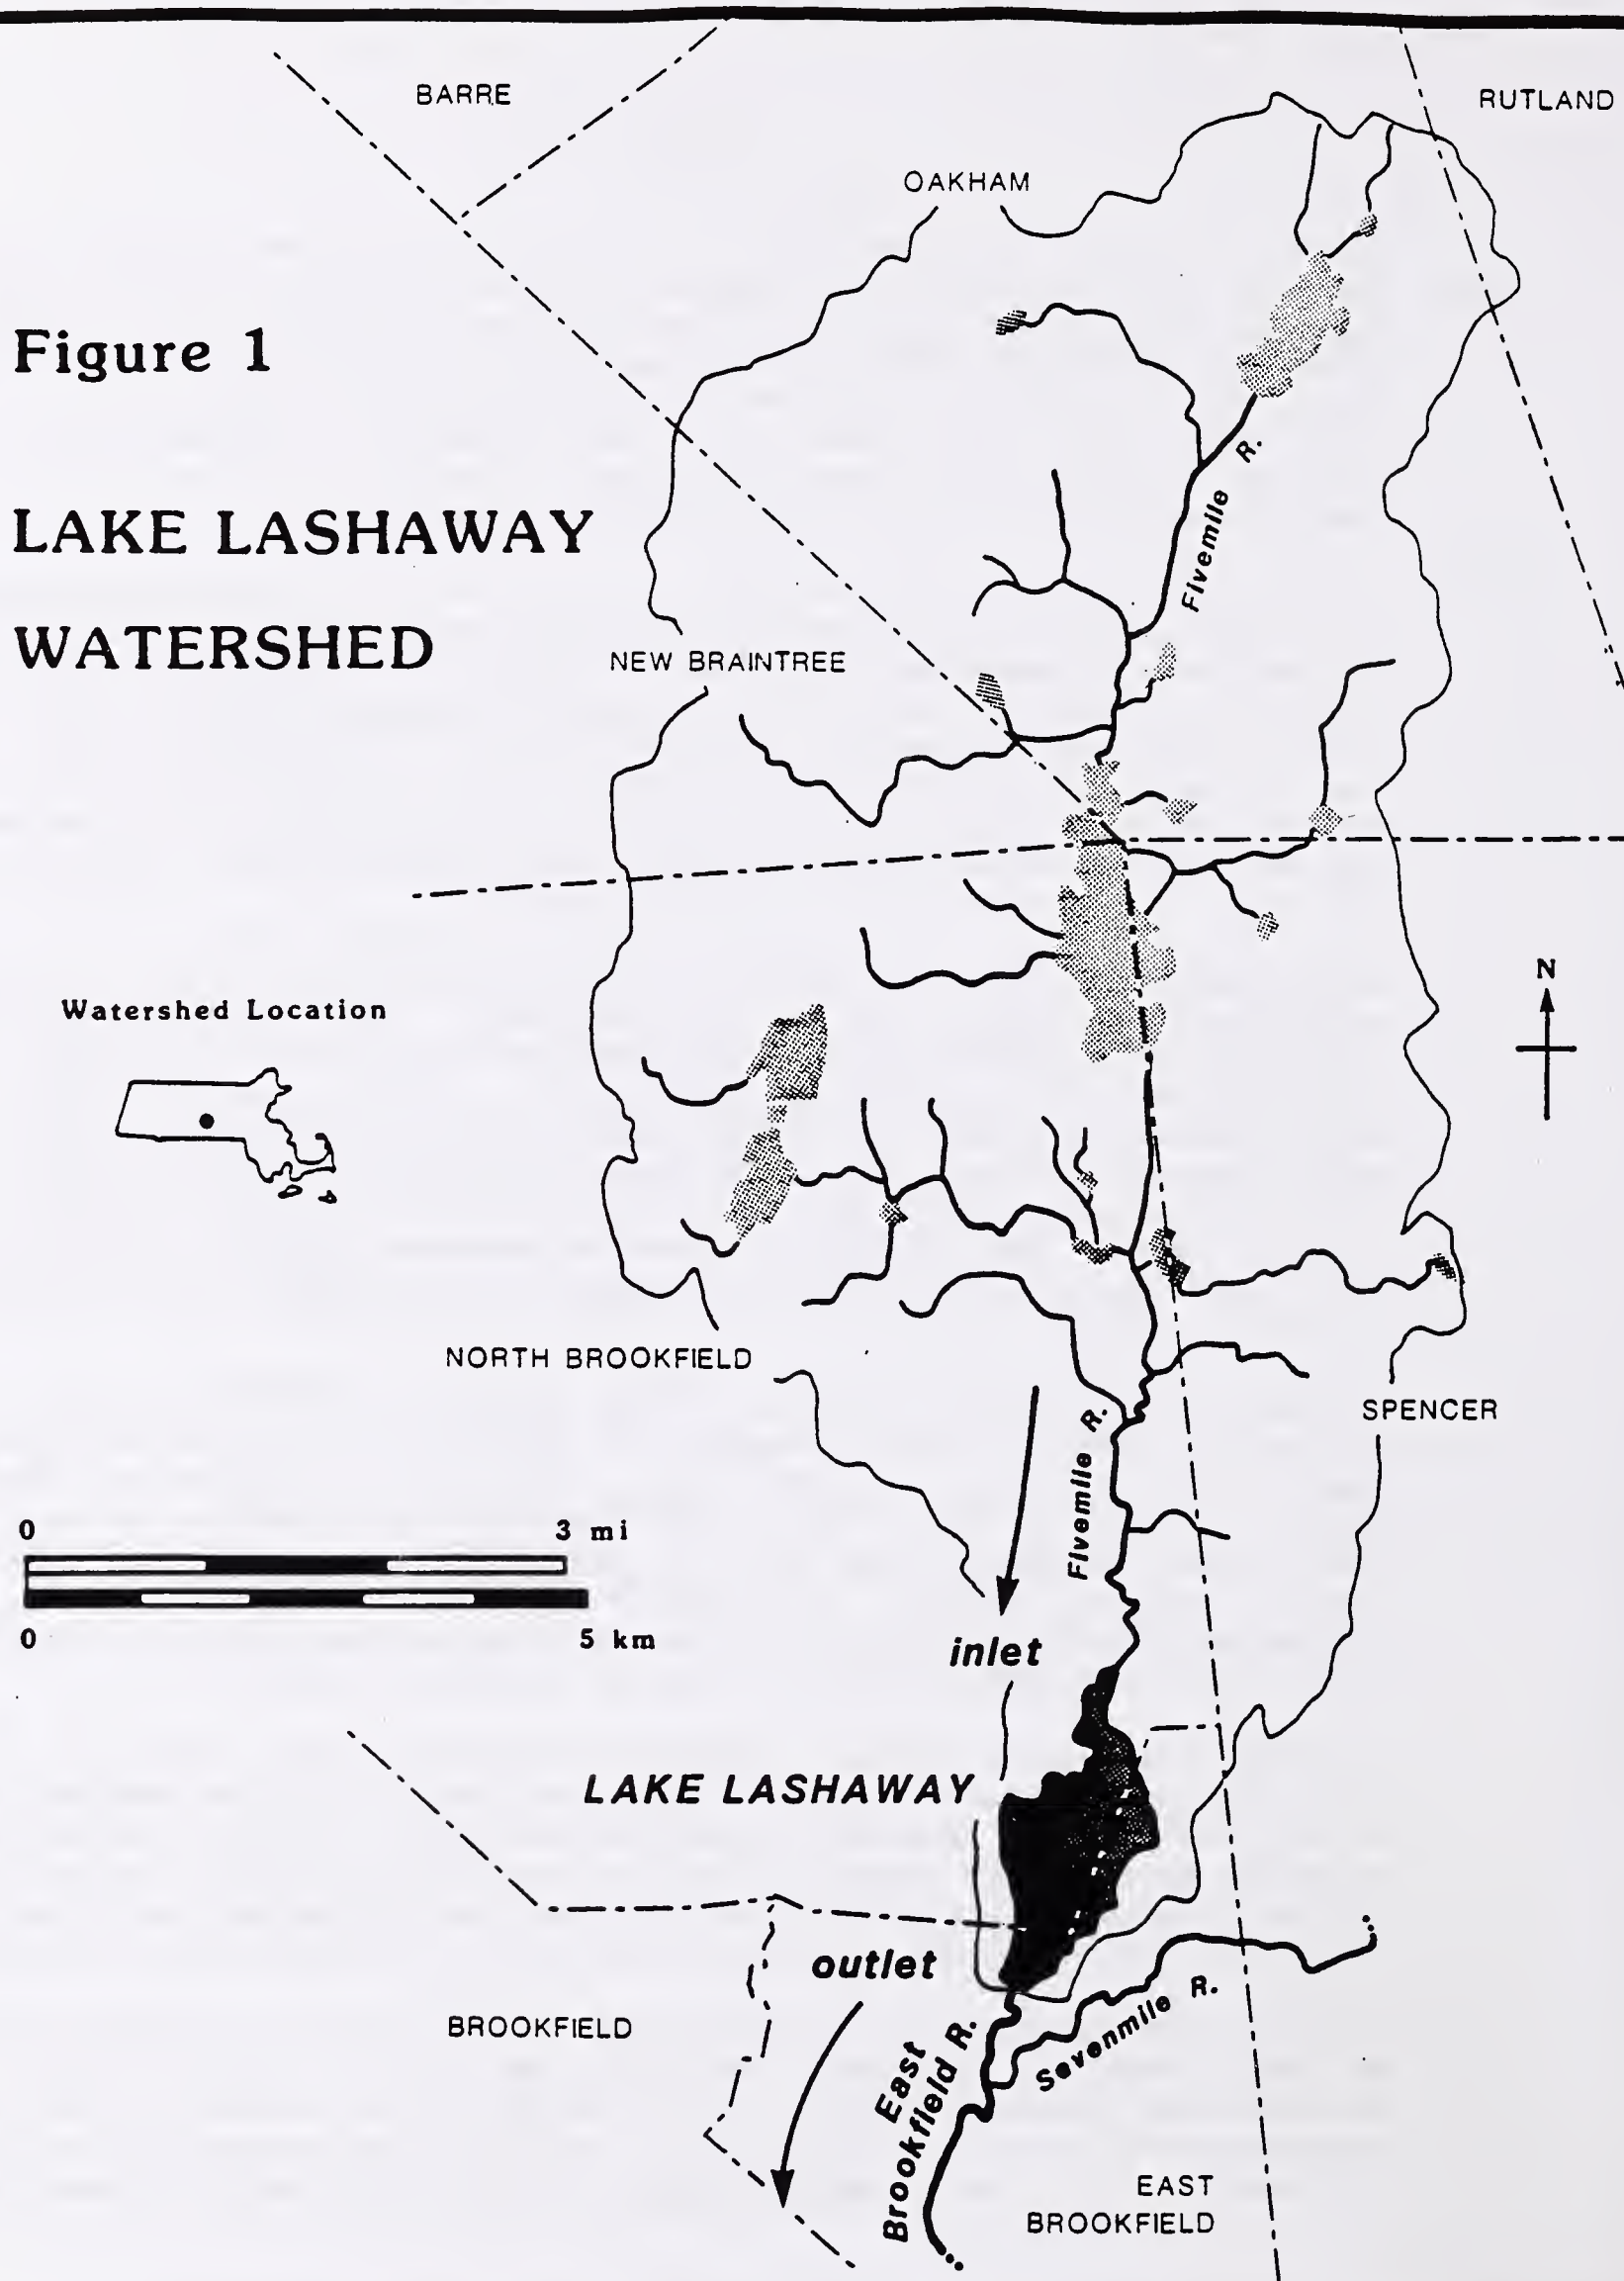 BARRE
RUTLAND
OAKHAM
Figure 1
LAKE LASHAWAY
WATERSHED
Fivemile R.
NEW BRAINTREE
N
Watershed Location
NORTH BROOKFIELD
SPENCER
Fivemile R.
0 3 mi
0 5 km
inlet
LAKE LASHAWAY
outlet
BROOKFIELD
Sevenmile R.
East
Brookfield R.
EAST
BROOKFIELD